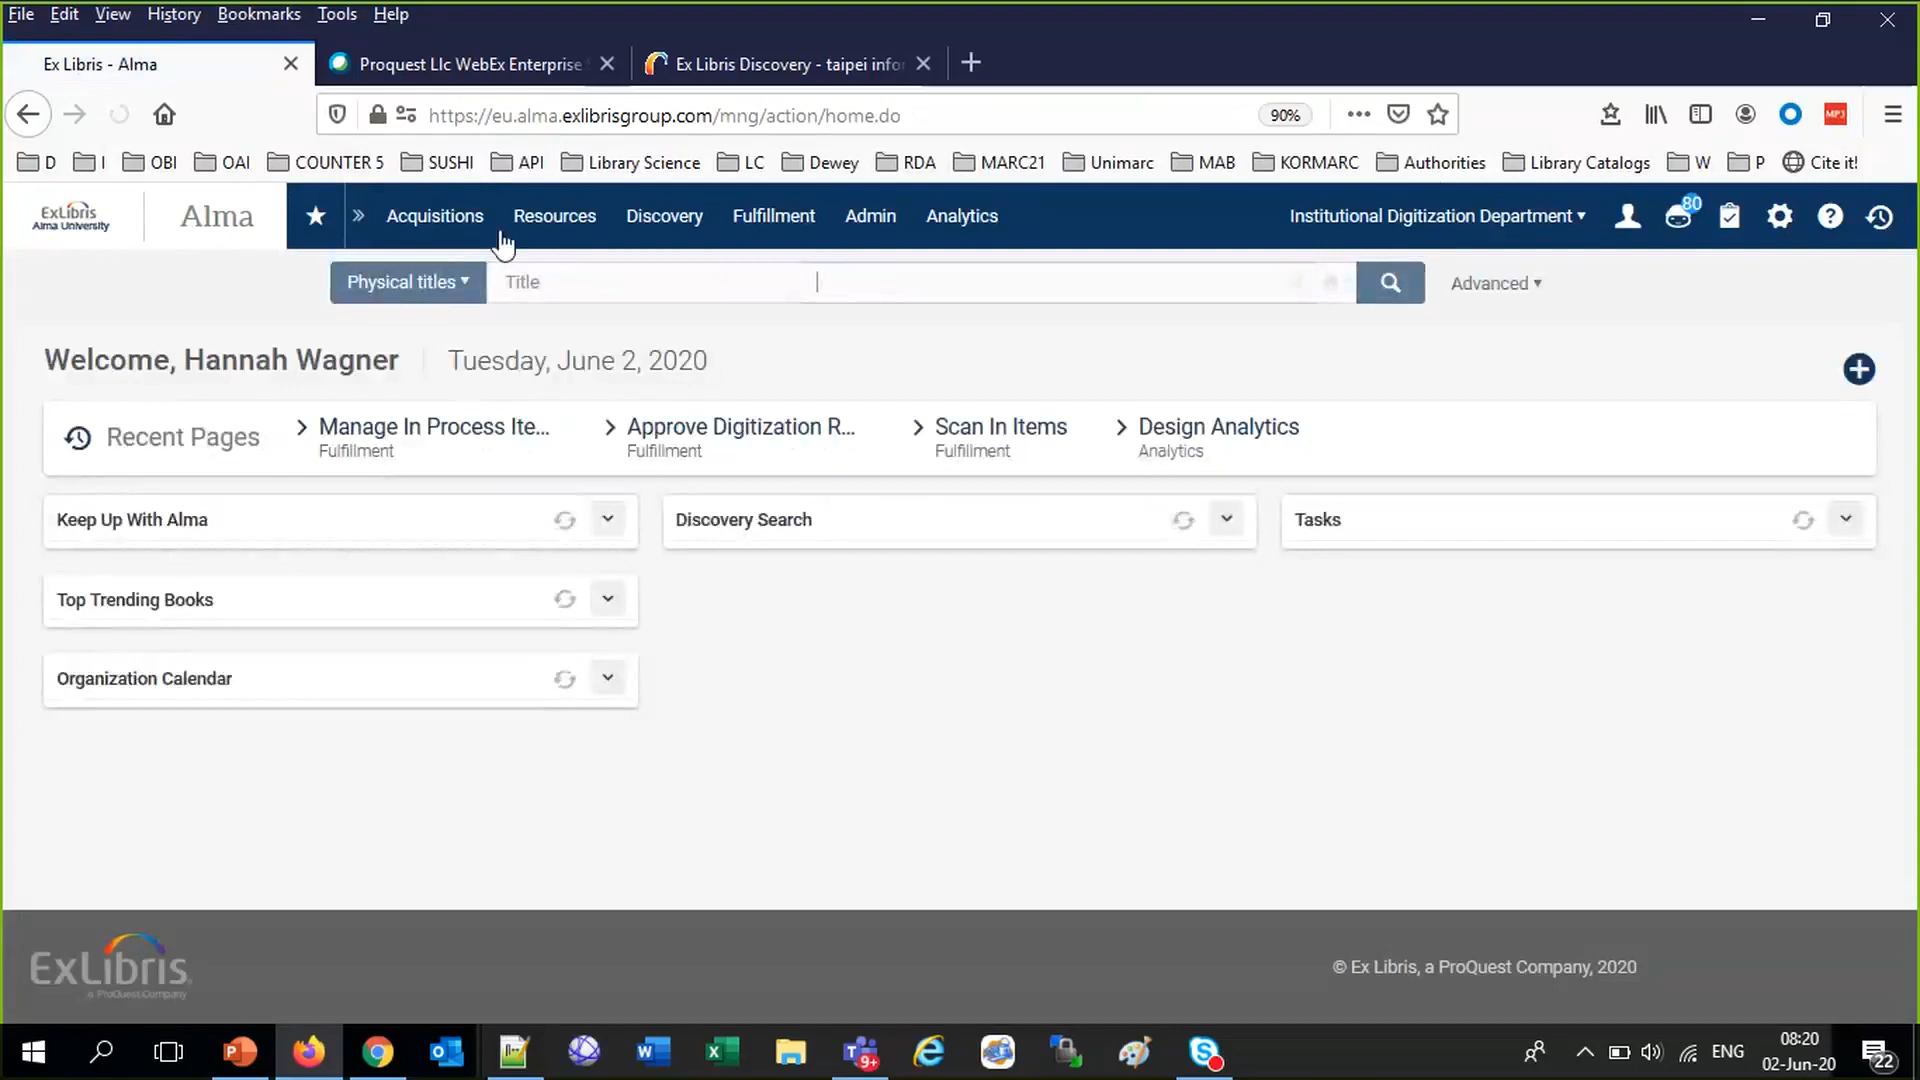 File Edit View History Bookmarks Tools Help
Ex Libris - Alma
Proquest Llc WebEx Enterprise
Ex Libris Discovery - taipei info
https://eu.alma.exlibrisgroup.com/mng/action/home.do
90%
MP3
D I OBI OAI COUNTER 5 SUSHI API Library Science LC Dewey RDA MARC21 Unimarc MAB KORMARC Authorities Library Catalogs W P Cite it!
ExLibris
Alma University
Alma
Acquisitions Resources Discovery Fulfillment Admin Analytics
Institutional Digitization Department
80
Physical titles
Title
Advanced
Welcome, Hannah Wagner
Tuesday, June 2, 2020
Recent Pages
Manage In Process Ite...
Fulfillment
Approve Digitization R...
Fulfillment
Scan In Items
Fulfillment
Design Analytics
Analytics
Keep Up With Alma
Discovery Search
Tasks
Top Trending Books
Organization Calendar
ExLibris
a ProQuest Company
© Ex Libris, a ProQuest Company, 2020
9+
ENG
08:20
02-Jun-20
22